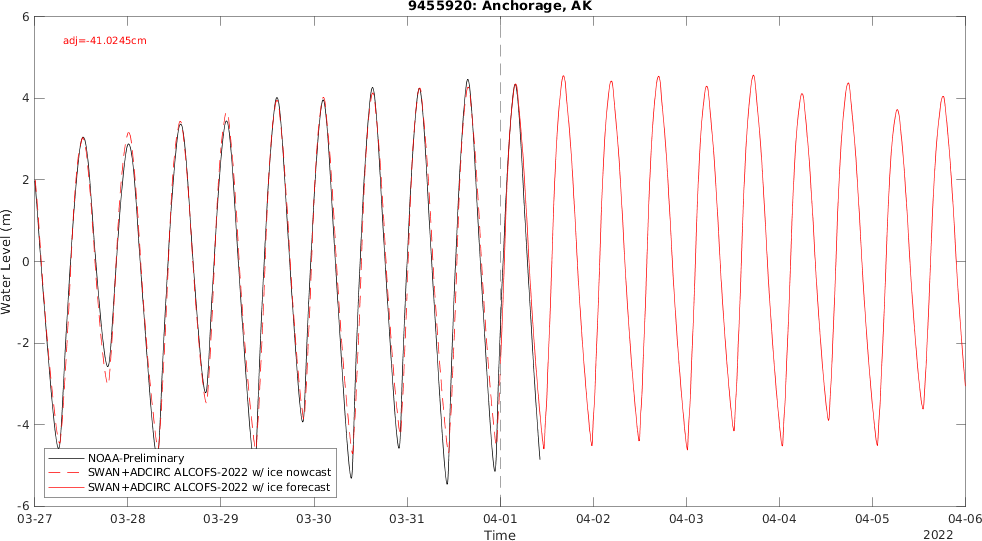 9455920: Anchorage, AK
6
adj=-41.0245cm
4
2
0
-2
-4
-6
Water Level (m)
NOAA-Preliminary
SWAN+ADCIRC ALCOFS-2022 w/ ice nowcast
SWAN+ADCIRC ALCOFS-2022 w/ ice forecast
03-27 03-28 03-29 03-30 03-31 04-01 04-02 04-03 04-04 04-05 04-06
Time
2022